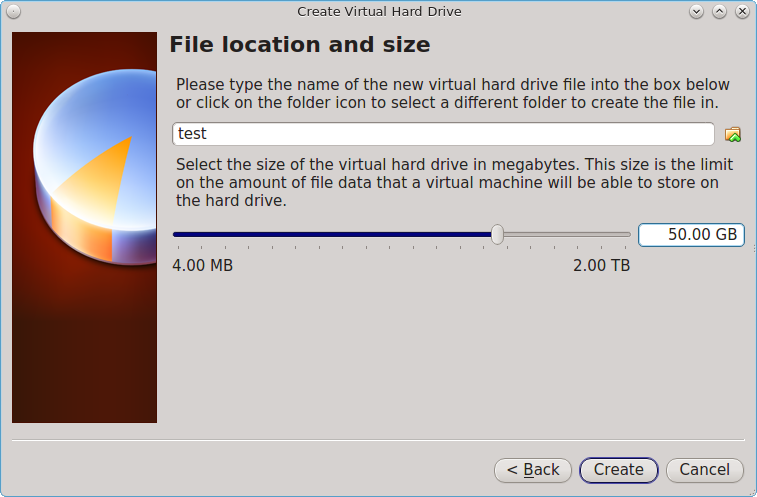 Create Virtual Hard Drive
File location and size
Please type the name of the new virtual hard drive file into the box below
or click on the folder icon to select a different folder to create the file in.
test
Select the size of the virtual hard drive in megabytes. This size is the limit
on the amount of file data that a virtual machine will be able to store on
the hard drive.
50.00 GB
4.00 MB 2.00 TB
< Back Create Cancel